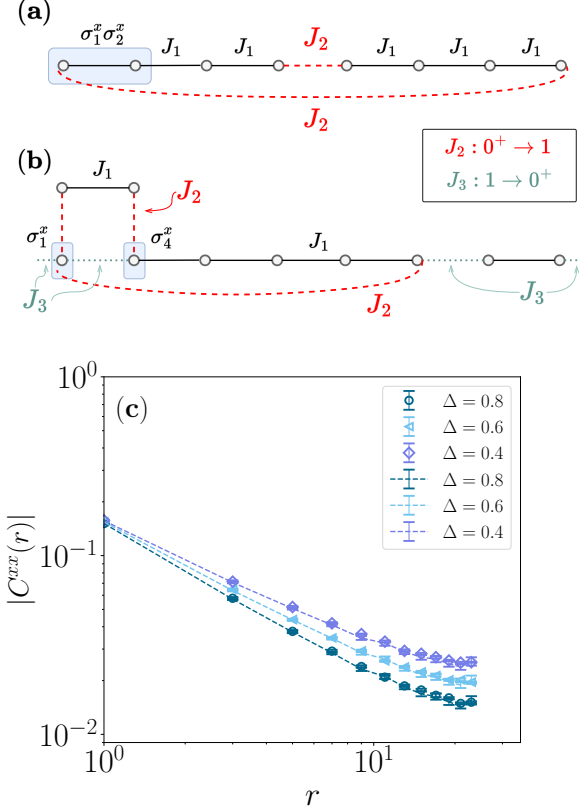 (a)
σ₁ˣσ₂ˣ J₁ J₁ J₂ J₁ J₁ J₁
J₂
J₂ : 0⁺ → 1
J₃ : 1 → 0⁺
(b)
J₁
J₂
σ₁ˣ σ₄ˣ J₁
J₃ J₂ J₃
(c)
Δ = 0.8
Δ = 0.6
Δ = 0.4
Δ = 0.8
Δ = 0.6
Δ = 0.4
|Cˣˣ(r)|
10⁰
10⁻¹
10⁻²
10⁰ 10¹
r